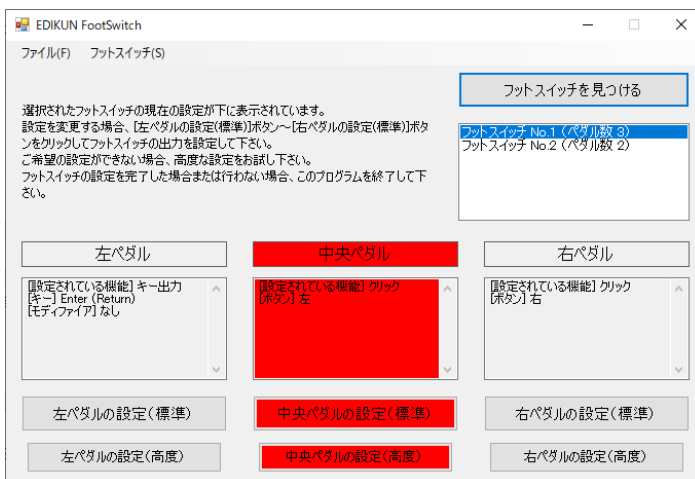 EDIKUN FootSwitch
ファイル(F) フットスイッチ(S)
フットスイッチを見つける
選択されたフットスイッチの現在の設定が下に表示されています。
設定を変更する場合、[左ペダルの設定(標準)]ボタン～[右ペダルの設定(標準)]ボタ
ンをクリックしてフットスイッチの出力を設定して下さい。
ご希望の設定ができない場合、高度な設定をお試し下さい。
フットスイッチの設定を完了した場合または行わない場合、このプログラムを終了して下
さい。
フットスイッチ No.1 (ペダル数 3)
フットスイッチ No.2 (ペダル数 2)
左ペダル 中央ペダル 右ペダル
[設定されている機能] キー出力
[キー] Enter (Return)
[モディファイア] なし
[設定されている機能] クリック
[ボタン] 左
[設定されている機能] クリック
[ボタン] 右
左ペダルの設定(標準) 中央ペダルの設定(標準) 右ペダルの設定(標準)
左ペダルの設定(高度) 中央ペダルの設定(高度) 右ペダルの設定(高度)